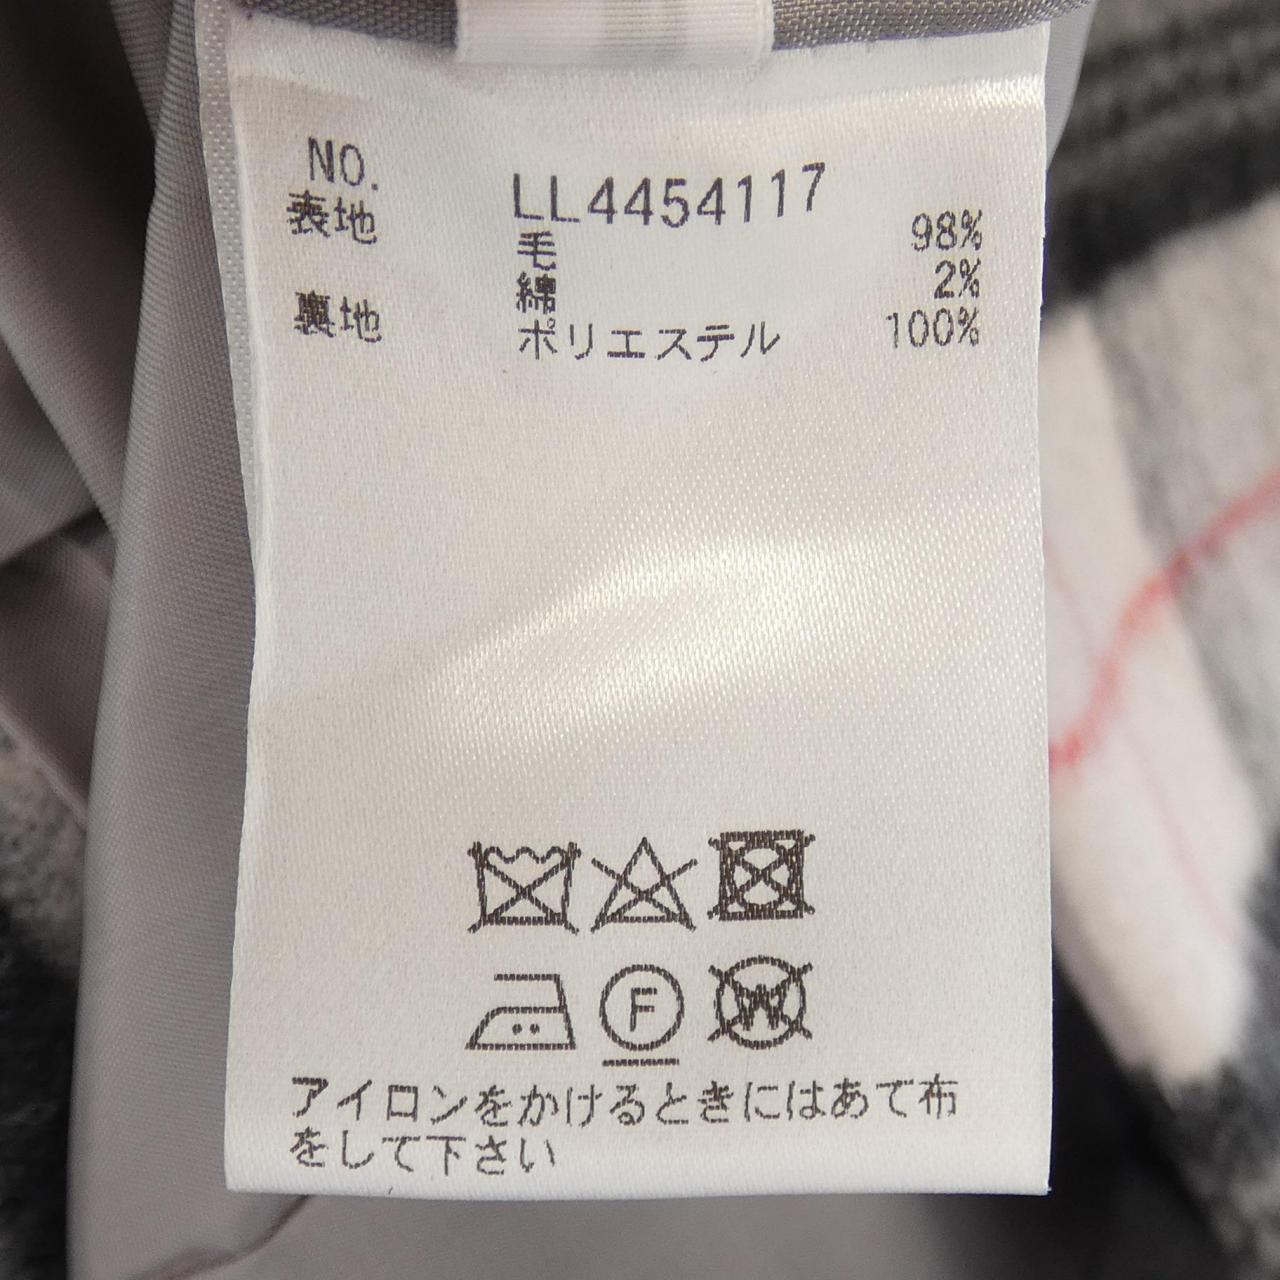 NO. LL4454117
表地 毛 98%
綿 2%
裏地 ポリエステル 100%
F W
アイロンをかけるときにはあて布
をして下さい